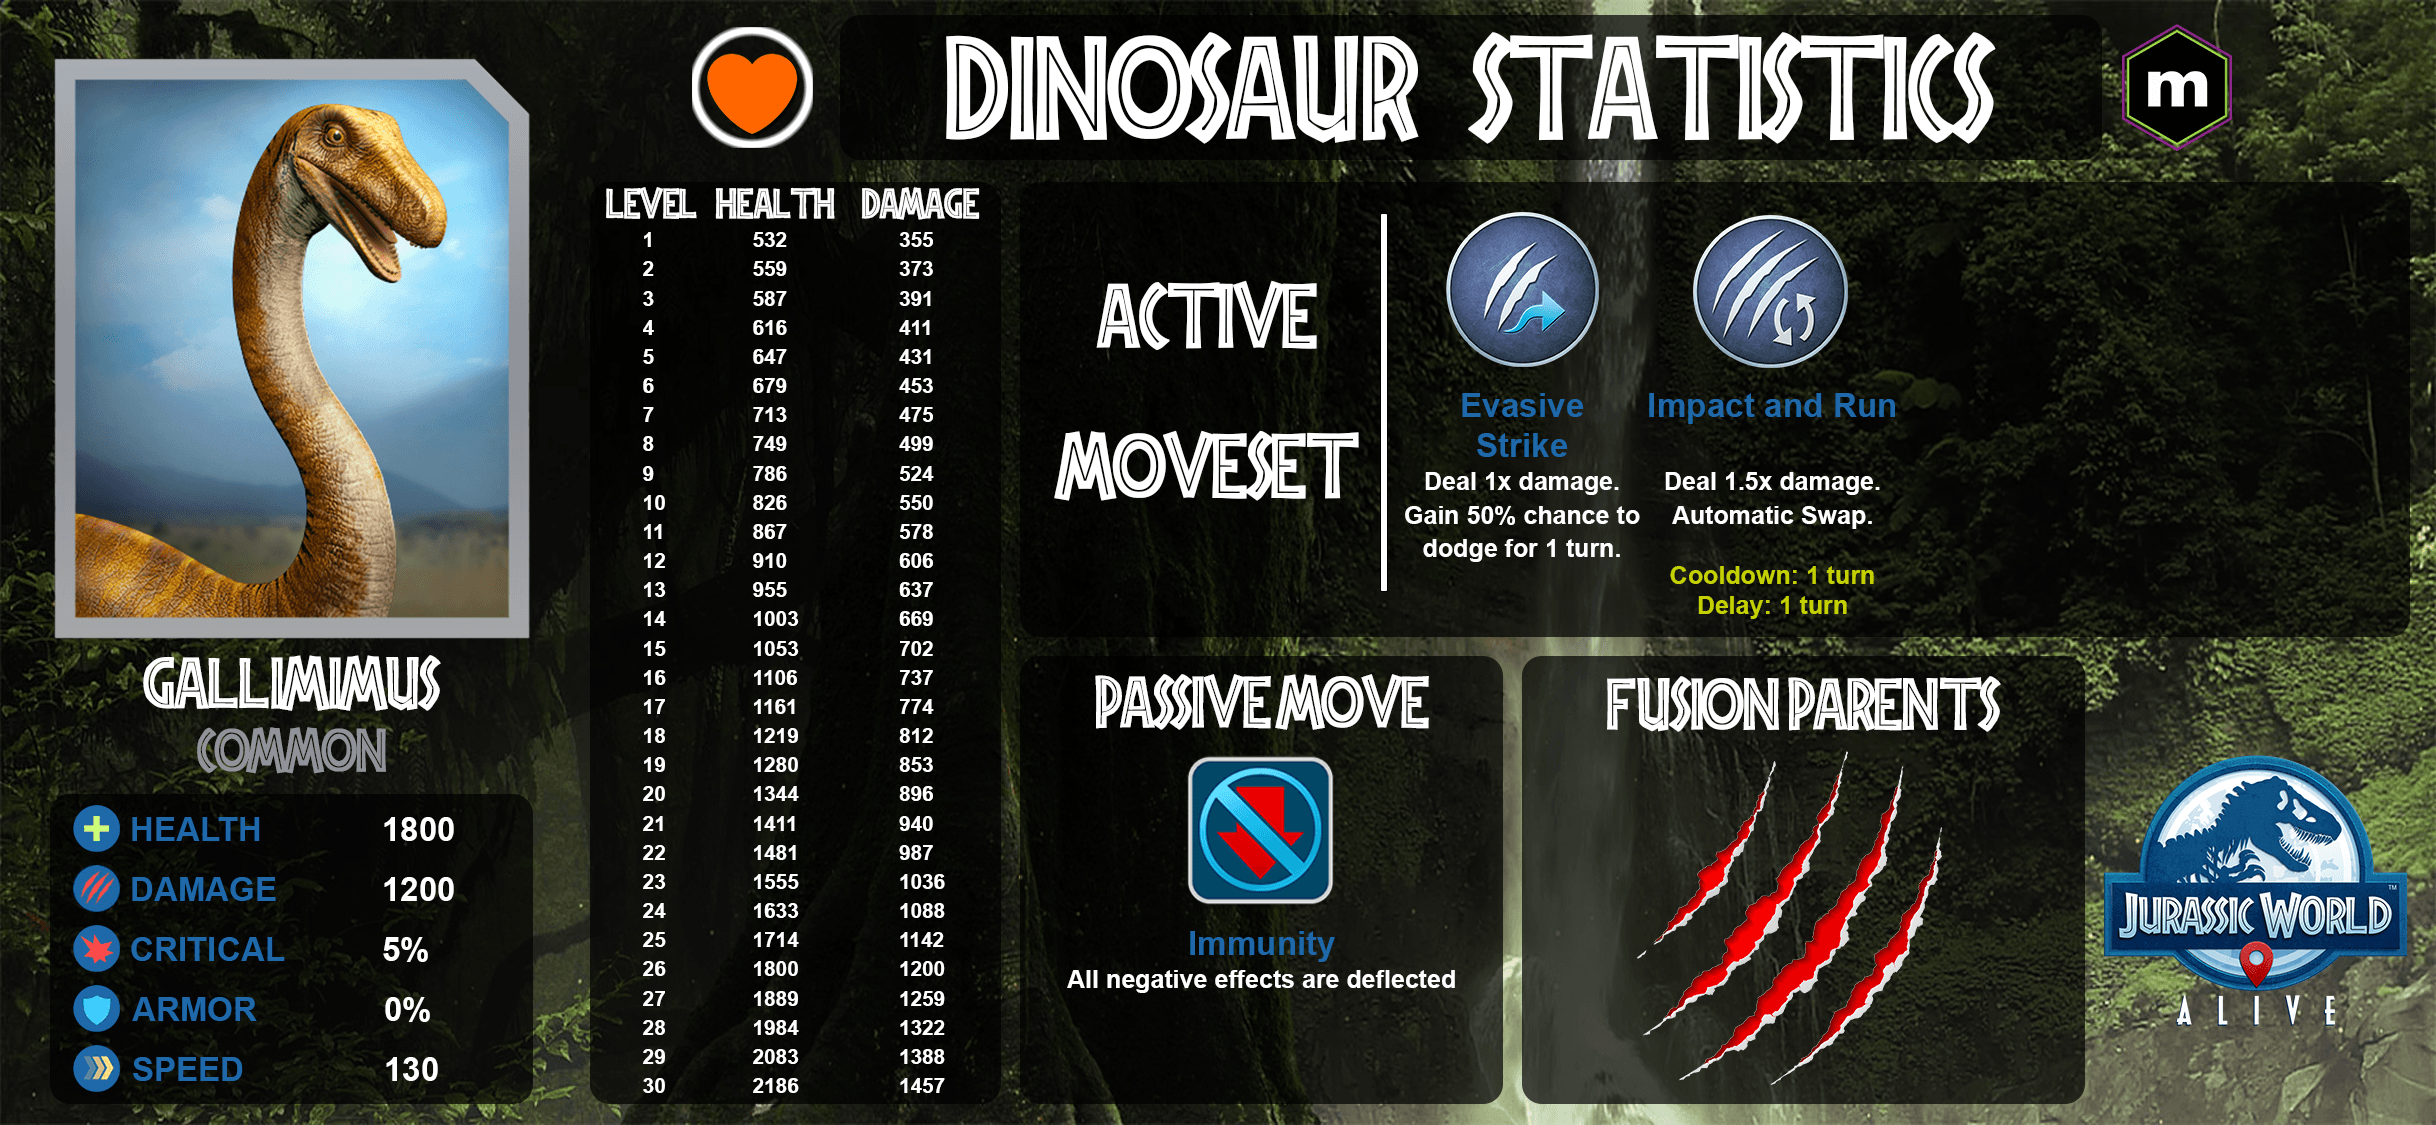 DINOSAUR STATISTICS
m
GALLIMIMUS
COMMON
HEALTH 1800
DAMAGE 1200
CRITICAL 5%
ARMOR 0%
SPEED 130
LEVEL HEALTH DAMAGE
1 532 355
2 559 373
3 587 391
4 616 411
5 647 431
6 679 453
7 713 475
8 749 499
9 786 524
10 826 550
11 867 578
12 910 606
13 955 637
14 1003 669
15 1053 702
16 1106 737
17 1161 774
18 1219 812
19 1280 853
20 1344 896
21 1411 940
22 1481 987
23 1555 1036
24 1633 1088
25 1714 1142
26 1800 1200
27 1889 1259
28 1984 1322
29 2083 1388
30 2186 1457
ACTIVE
MOVESET
Evasive
Strike
Deal 1x damage.
Gain 50% chance to
dodge for 1 turn.
Impact and Run
Deal 1.5x damage.
Automatic Swap.
Cooldown: 1 turn
Delay: 1 turn
PASSIVE MOVE
Immunity
All negative effects are deflected
FUSION PARENTS
JURASSIC WORLD
TM
ALIVE